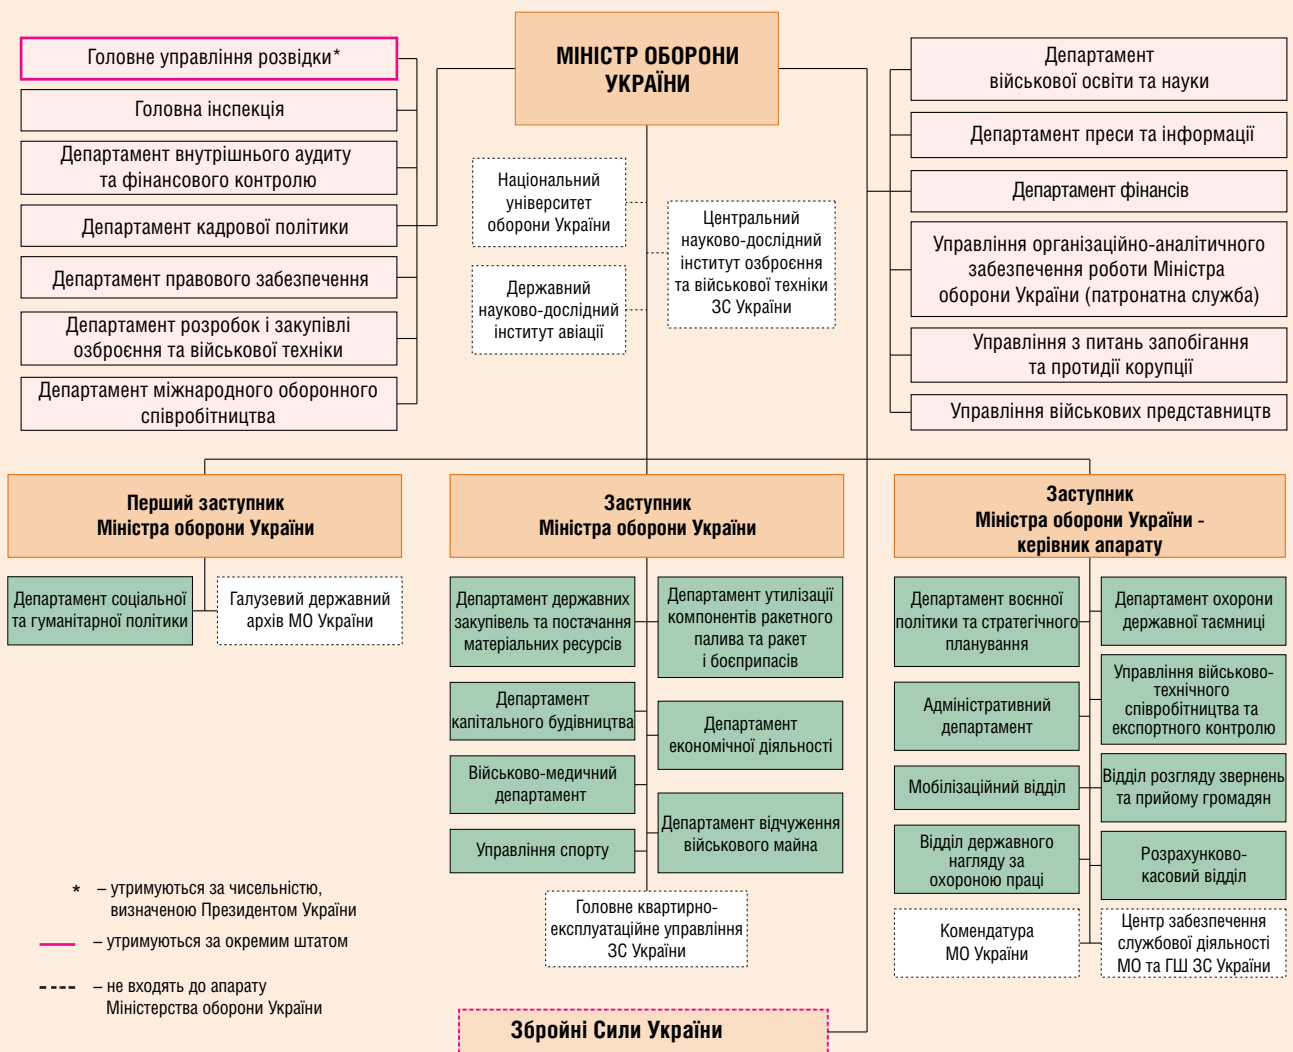 МІНІСТР ОБОРОНИ
УКРАЇНИ
Головне управління розвідки*
Головна інспекція
Департамент внутрішнього аудиту
та фінансового контролю
Департамент кадрової політики
Департамент правового забезпечення
Департамент розробок і закупівлі
озброєння та військової техніки
Департамент міжнародного оборонного
співробітництва
Національний
університет
оборони України
Державний
науково-дослідний
інститут авіації
Центральний
науково-дослідний
інститут озброєння
та військової техніки
ЗС України
Департамент
військової освіти та науки
Департамент преси та інформації
Департамент фінансів
Управління організаційно-аналітичного
забезпечення роботи Міністра
оборони України (патронатна служба)
Управління з питань запобігання
та протидії корупції
Управління військових представництв
Перший заступник
Міністра оборони України
Департамент соціальної
та гуманітарної політики
Галузевий державний
архів МО України
Заступник
Міністра оборони України
Департамент державних
закупівель та постачання
матеріальних ресурсів
Департамент утилізації
компонентів ракетного
палива та ракет
і боєприпасів
Департамент
капітального будівництва
Департамент
економічної діяльності
Військово-медичний
департамент
Департамент відчуження
військового майна
Управління спорту
Головне квартирно-
експлуатаційне управління
ЗС України
Заступник
Міністра оборони України -
керівник апарату
Департамент воєнної
політики та стратегічного
планування
Департамент охорони
державної таємниці
Адміністративний
департамент
Управління військово-
технічного
співробітництва та
експортного контролю
Мобілізаційний відділ
Відділ розгляду звернень
та прийому громадян
Відділ державного
нагляду за
охороною праці
Розрахунково-
касовий відділ
Комендатура
МО України
Центр забезпечення
службової діяльності
МО та ГШ ЗС України
* – утримуються за чисельністю,
визначеною Президентом України
– утримуються за окремим штатом
– не входять до апарату
Міністерства оборони України
Збройні Сили України